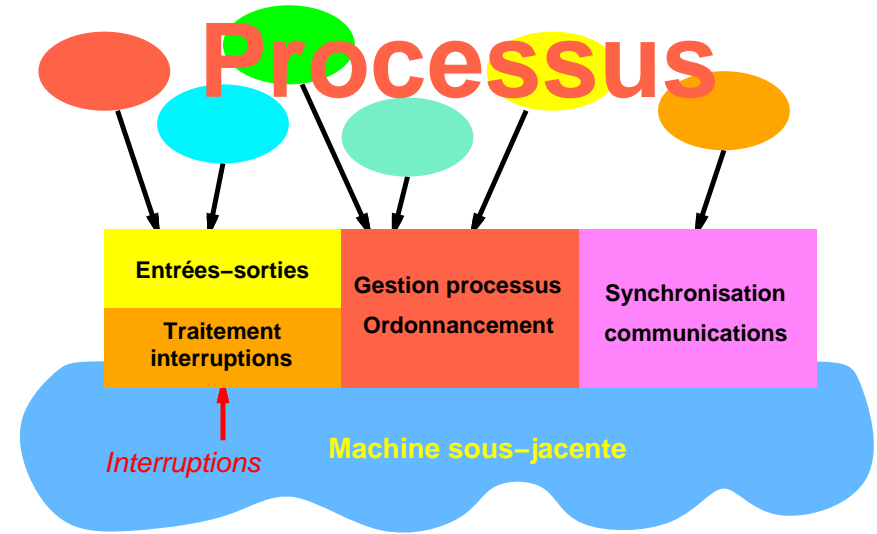 Processus
Entrées−sorties
Traitement
interruptions
Gestion processus
Ordonnancement
Synchronisation
communications
Interruptions
Machine sous−jacente